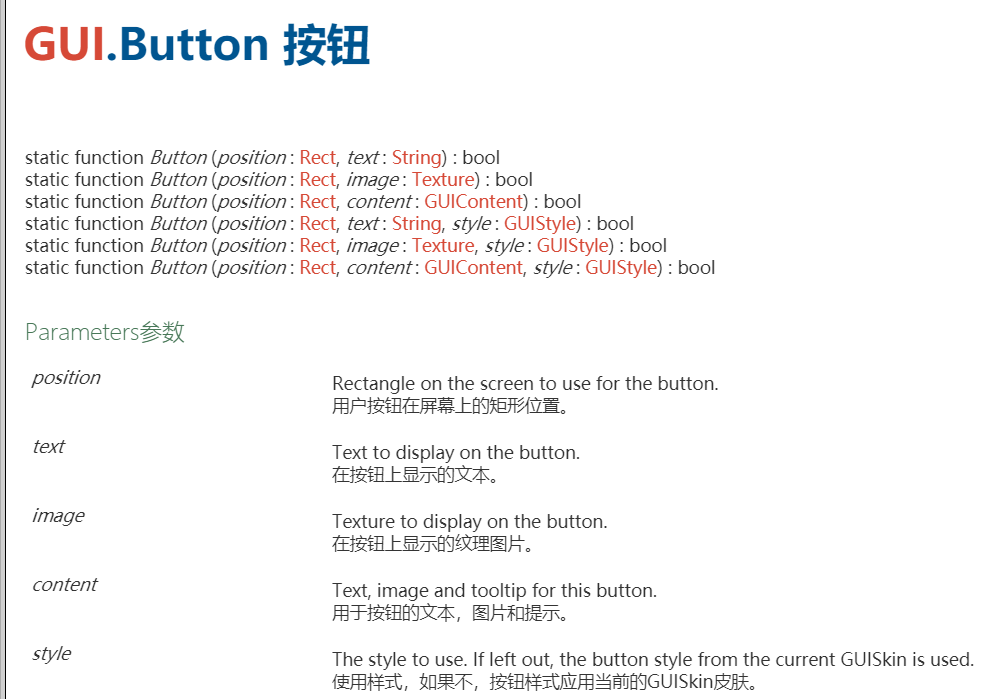 GUI.Button 按钮
static function Button (position : Rect, text : String) : bool
static function Button (position : Rect, image : Texture) : bool
static function Button (position : Rect, content : GUIContent) : bool
static function Button (position : Rect, text : String, style : GUIStyle) : bool
static function Button (position : Rect, image : Texture, style : GUIStyle) : bool
static function Button (position : Rect, content : GUIContent, style : GUIStyle) : bool
Parameters参数
position
Rectangle on the screen to use for the button.
用户按钮在屏幕上的矩形位置。
text
Text to display on the button.
在按钮上显示的文本。
image
Texture to display on the button.
在按钮上显示的纹理图片。
content
Text, image and tooltip for this button.
用于按钮的文本，图片和提示。
style
The style to use. If left out, the button style from the current GUISkin is used.
使用样式，如果不，按钮样式应用当前的GUISkin皮肤。